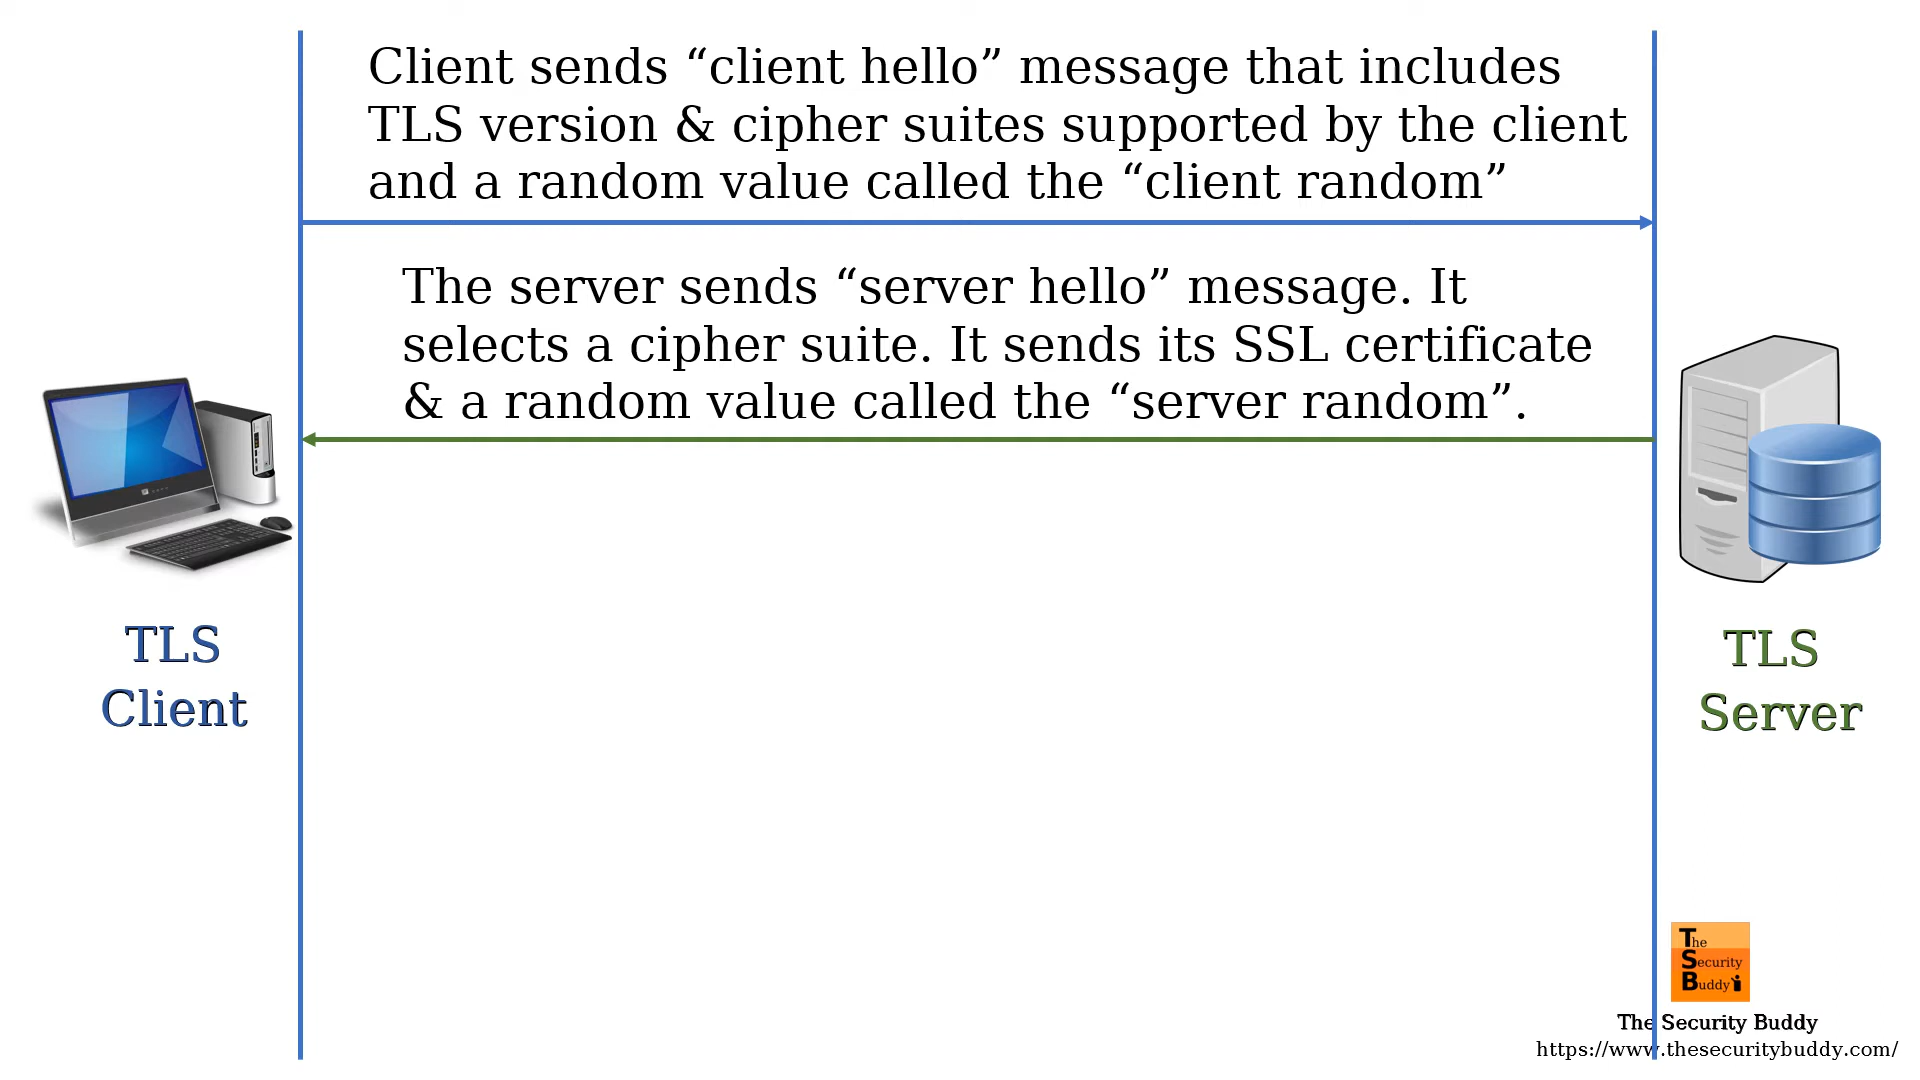 Client sends “client hello” message that includes
TLS version & cipher suites supported by the client
and a random value called the “client random”
The server sends “server hello” message. It
selects a cipher suite. It sends its SSL certificate
& a random value called the “server random”.
TLS
Client
TLS
Server
The
Security
Buddy
The Security Buddy
https://www.thesecuritybuddy.com/